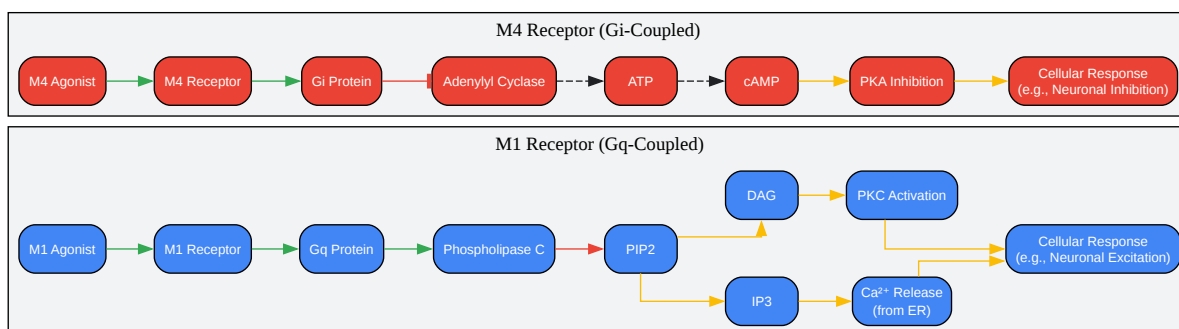 M4 Receptor (Gi-Coupled)
M4 Agonist
M4 Receptor
Gi Protein
Adenylyl Cyclase
ATP
cAMP
PKA Inhibition
Cellular Response
(e.g., Neuronal Inhibition)
M1 Receptor (Gq-Coupled)
M1 Agonist
M1 Receptor
Gq Protein
Phospholipase C
PIP2
DAG
PKC Activation
IP3
Ca²⁺ Release
(from ER)
Cellular Response
(e.g., Neuronal Excitation)